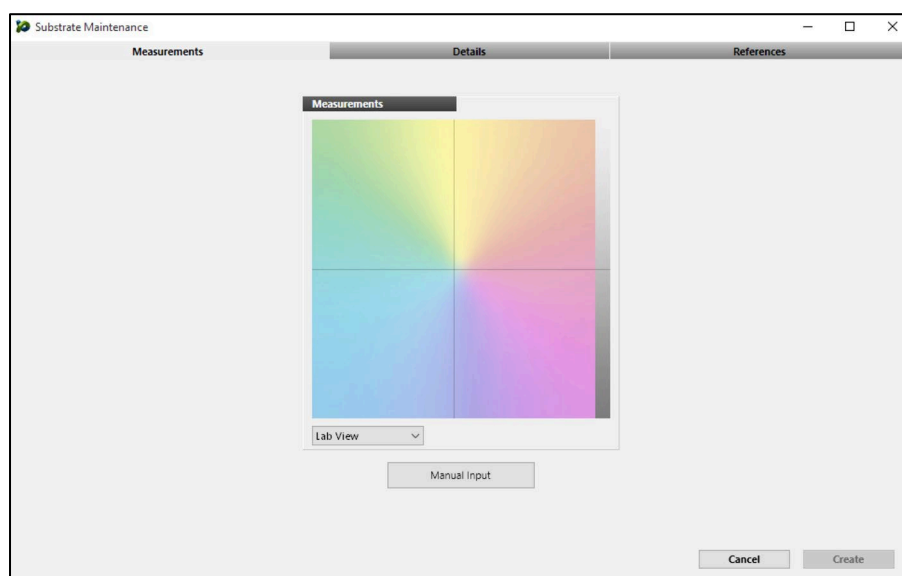 Substrate Maintenance
Measurements Details References
Measurements
Lab View
Manual Input
Cancel Create